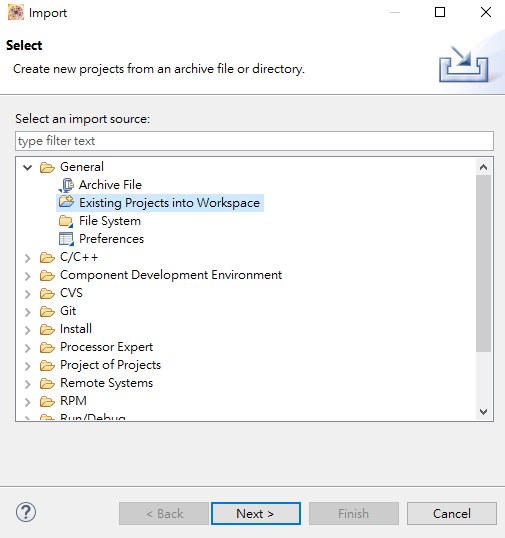 Import
Select
Create new projects from an archive file or directory.
Select an import source:
type filter text
General
Archive File
Existing Projects into Workspace
File System
Preferences
C/C++
Component Development Environment
CVS
Git
Install
Processor Expert
Project of Projects
Remote Systems
RPM
Run/Debug
? < Back Next > Finish Cancel